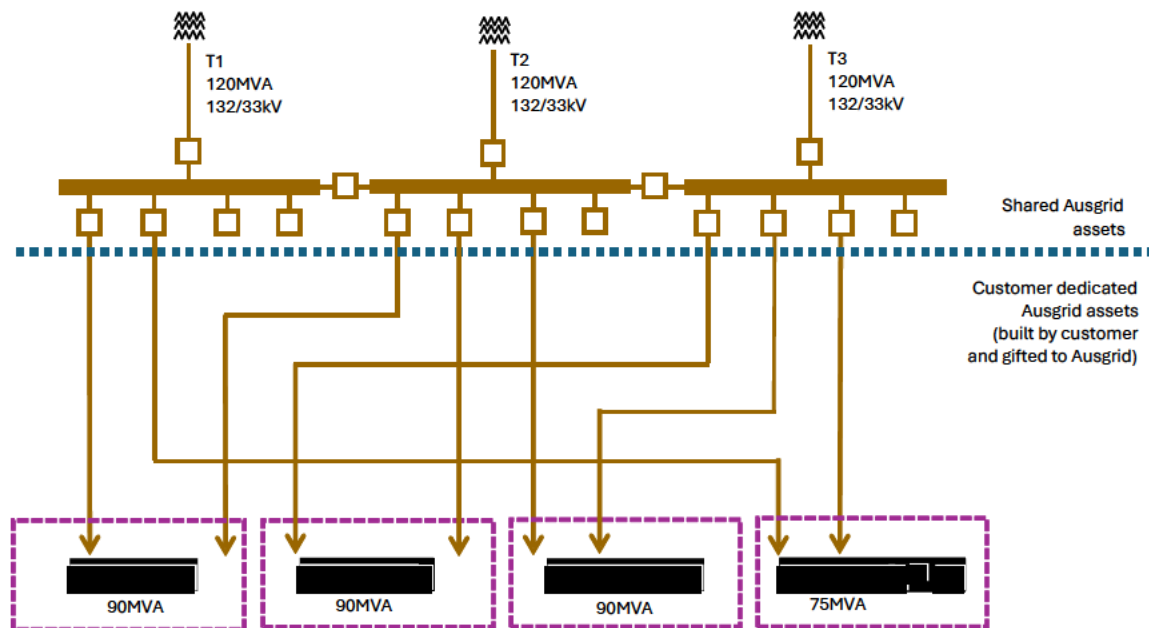 T1
120MVA
132/33kV
T2
120MVA
132/33kV
T3
120MVA
132/33kV
Shared Ausgrid
assets
Customer dedicated
Ausgrid assets
(built by customer
and gifted to Ausgrid)
90MVA
90MVA
90MVA
75MVA